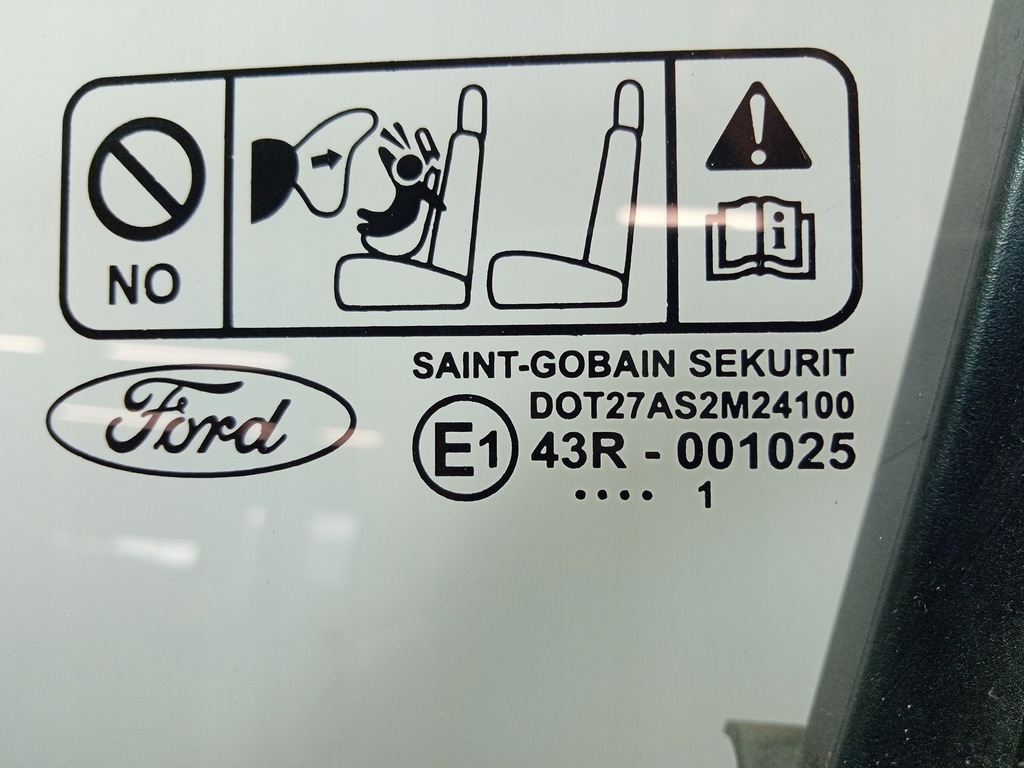 NO
i
SAINT-GOBAIN SEKURIT
Ford
DOT27AS2M24100
E1 43R - 001025
.... 1